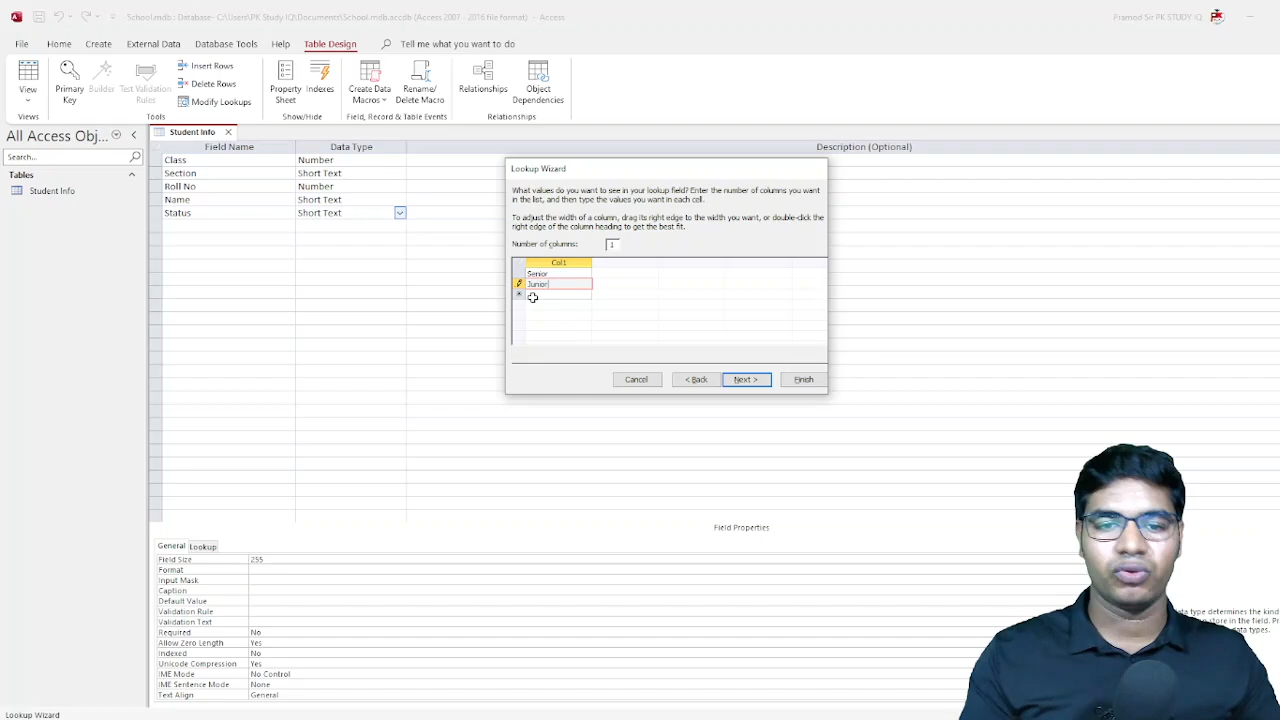 School.mdb : Database- C:\Users\PK Study IQ\Documents\School.mdb.accdb (Access 2007 - 2016 file format) - Access
Pramod Sir PK.STUDY IQ
File Home Create External Data Database Tools Help Table Design Tell me what you want to do
View
Primary Key
Builder
Test Validation Rules
Insert Rows
Delete Rows
Modify Lookups
Property Sheet
Indexes
Create Data Macros
Rename/ Delete Macro
Relationships
Object Dependencies
Views Tools Show/Hide Field, Record & Table Events Relationships
All Access Obj...
Search...
Tables
Student Info
Student Info
Field Name Data Type Description (Optional)
Class Number
Section Short Text
Roll No Number
Name Short Text
Status Short Text
Lookup Wizard
What values do you want to see in your lookup field? Enter the number of columns you want
in the list, and then type the values you want in each cell.
To adjust the width of a column, drag its right edge to the width you want, or double-click the
right edge of the column heading to get the best fit.
Number of columns: 1
Col1
Senior
Junior
Cancel < Back Next > Finish
Field Properties
General Lookup
Field Size 255
Format
Input Mask
Caption
Default Value
Validation Rule
Validation Text
Required No
Allow Zero Length Yes
Indexed No
Unicode Compression Yes
IME Mode No Control
IME Sentence Mode None
Text Align General
type determines the kind
store in the field.
data types.
Lookup Wizard